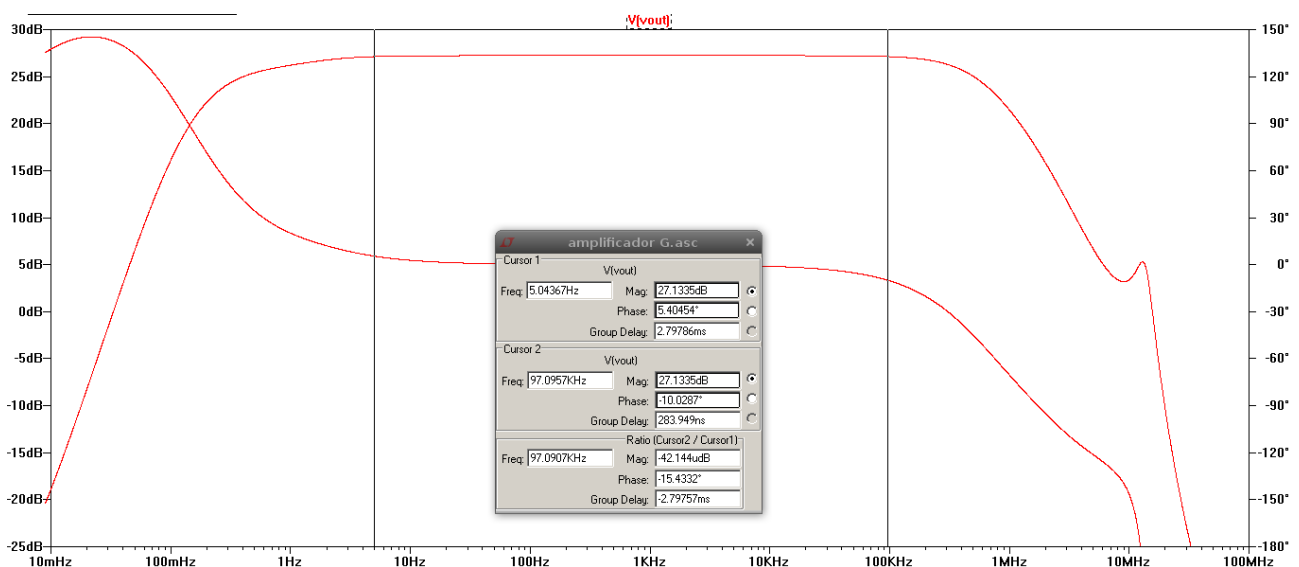 V(vout)
30dB
25dB
20dB
15dB
10dB
5dB
0dB
-5dB
-10dB
-15dB
-20dB
-25dB
150°
120°
90°
60°
30°
0°
-30°
-60°
-90°
-120°
-150°
-180°
10mHz 100mHz 1Hz 10Hz 100Hz 1KHz 10KHz 100KHz 1MHz 10MHz 100MHz
amplificador G.asc ×
Cursor 1
V(vout)
Freq: 5.04367Hz Mag: 27.1335dB
Phase: 5.40454°
Group Delay: 2.79786ms
Cursor 2
V(vout)
Freq: 97.0957KHz Mag: 27.1335dB
Phase: -10.0287°
Group Delay: 283.949ns
Ratio (Cursor2 / Cursor1)
Freq: 97.0907KHz Mag: -42.144udB
Phase: -15.4332°
Group Delay: -2.79757ms